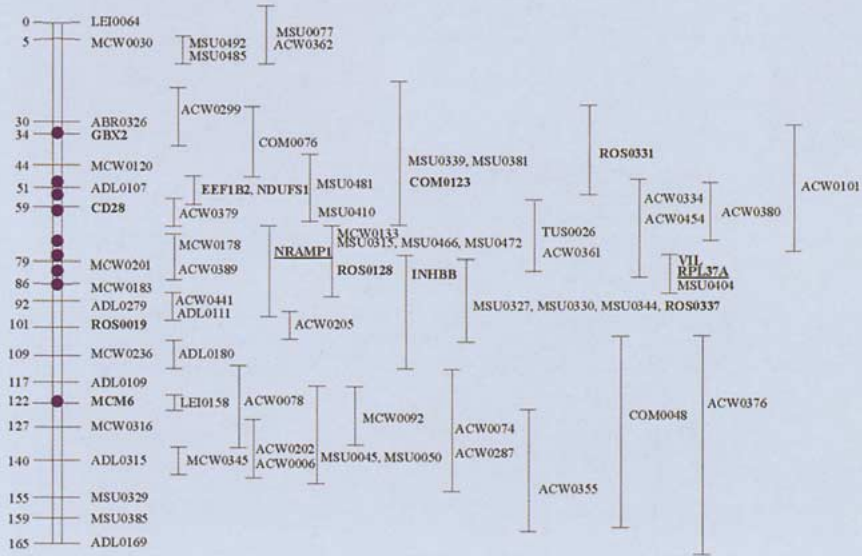 0 LEI0064
MSU0077
5 MCW0030 MSU0492 ACW0362
MSU0485
ACW0299
30 ABR0326
34 GBX2
COM0076
ROS0331
44 MCW0120 MSU0339, MSU0381
51 ADL0107 EEF1B2, NDUFS1 MSU0481 COM0123 ACW0334 ACW0101
59 CD28 ACW0379 MSU0410 ACW0454 ACW0380
MCW0133 TUS0026
MCW0178 NRAMP1 MSU0315, MSU0466, MSU0472 ACW0361
79 MCW0201 ACW0389 ROS0128 INHBB VIL
RPL37A
86 MCW0183 MSU0404
92 ADL0279 ACW0441 MSU0327, MSU0330, MSU0344, ROS0337
ADL0111
101 ROS0019 ACW0205
109 MCW0236 ADL0180
117 ADL0109
122 MCM6 LEI0158 ACW0078 ACW0376
MCW0092 COM0048
127 MCW0316 ACW0074
ACW0202 MSU0045, MSU0050 ACW0287
140 ADL0315 MCW0345 ACW0006
ACW0355
155 MSU0329
159 MSU0385
165 ADL0169